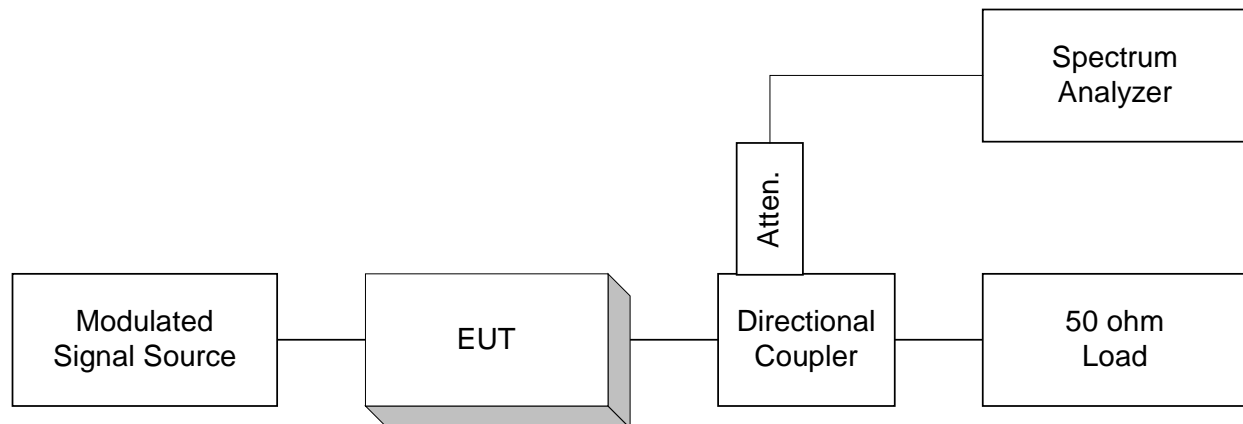 Spectrum
Analyzer
Atten.
Modulated
Signal Source
EUT
Directional
Coupler
50 ohm
Load